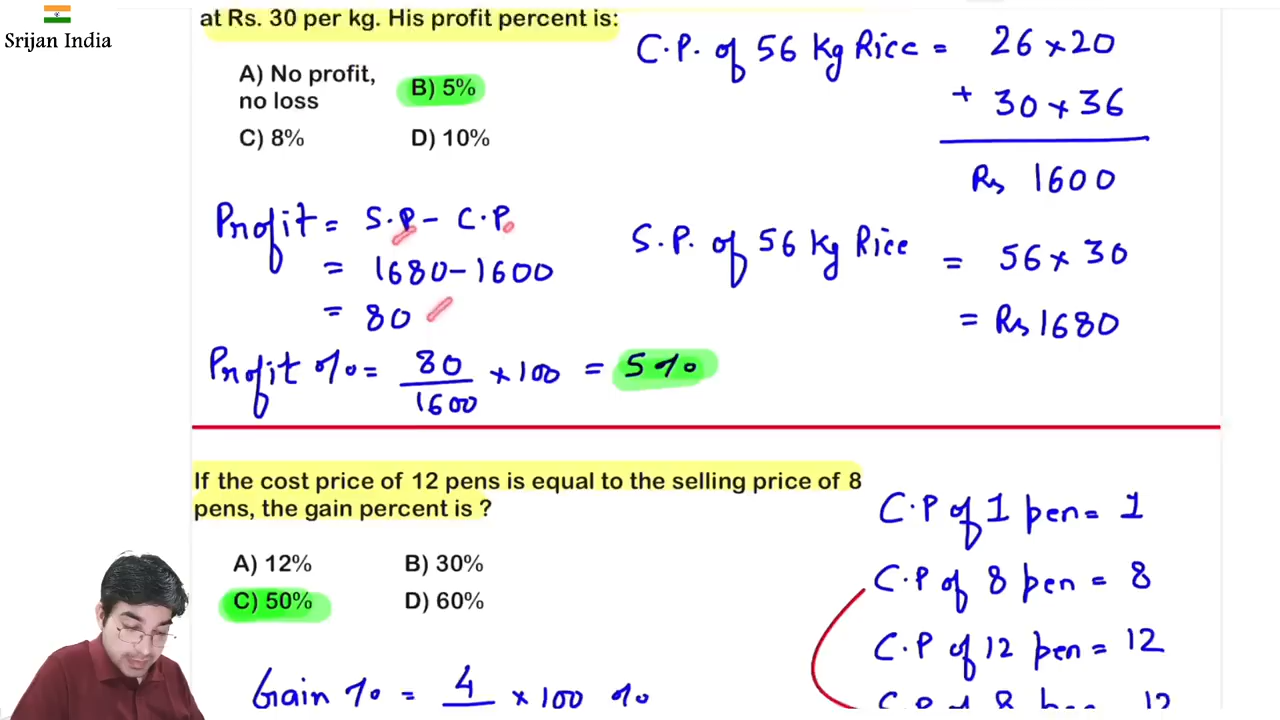 at Rs. 30 per kg. His profit percent is:
Srijan India
A) No profit, no loss
B) 5%
C) 8%
D) 10%
C.P. of 56 Kg Rice = 26 × 20
+ 30 × 36
Rs 1600
Profit = S.P - C.P.
= 1680 - 1600
= 80
Profit % = 80/1600 × 100 = 5%
S.P. of 56 Kg Rice = 56 × 30
= Rs 1680
If the cost price of 12 pens is equal to the selling price of 8
pens, the gain percent is ?
A) 12%
B) 30%
C) 50%
D) 60%
Gain % = 4 × 100 %
C.P of 1 pen = 1
C.P of 8 pen = 8
C.P of 12 pen = 12